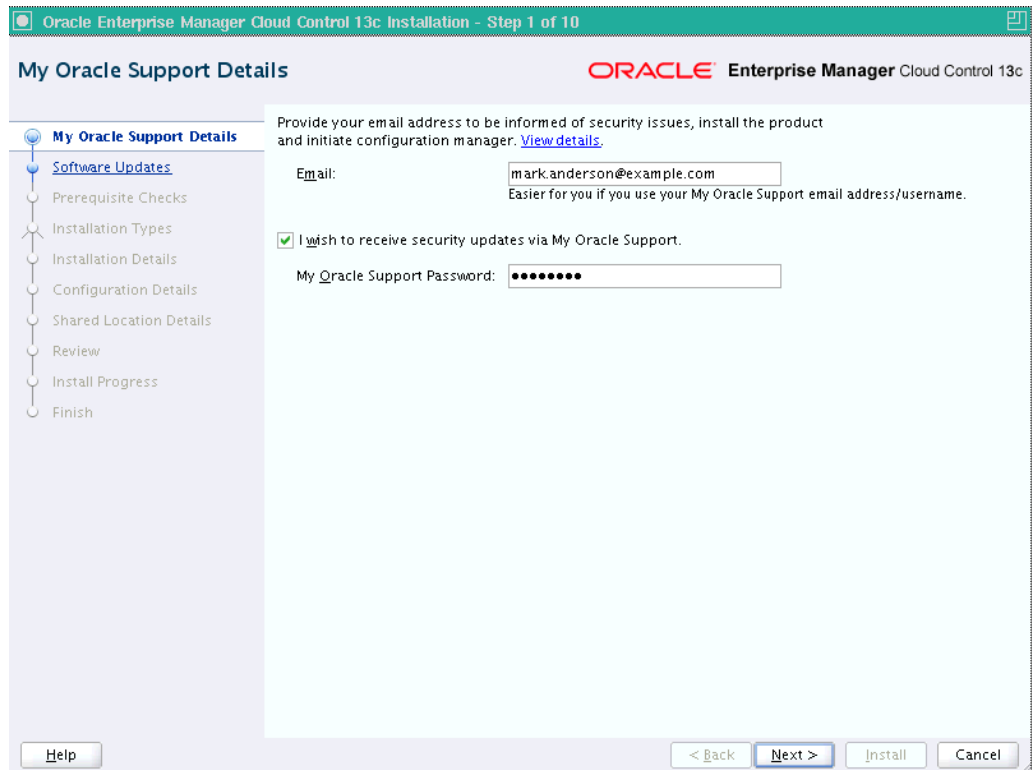 Oracle Enterprise Manager Cloud Control 13c Installation - Step 1 of 10
My Oracle Support Details
ORACLE Enterprise Manager Cloud Control 13c
My Oracle Support Details
Software Updates
Prerequisite Checks
Installation Types
Installation Details
Configuration Details
Shared Location Details
Review
Install Progress
Finish
Provide your email address to be informed of security issues, install the product
and initiate configuration manager. View details.
Email: mark.anderson@example.com
Easier for you if you use your My Oracle Support email address/username.
I wish to receive security updates via My Oracle Support.
My Oracle Support Password: ●●●●●●●●
Help < Back Next > Install Cancel